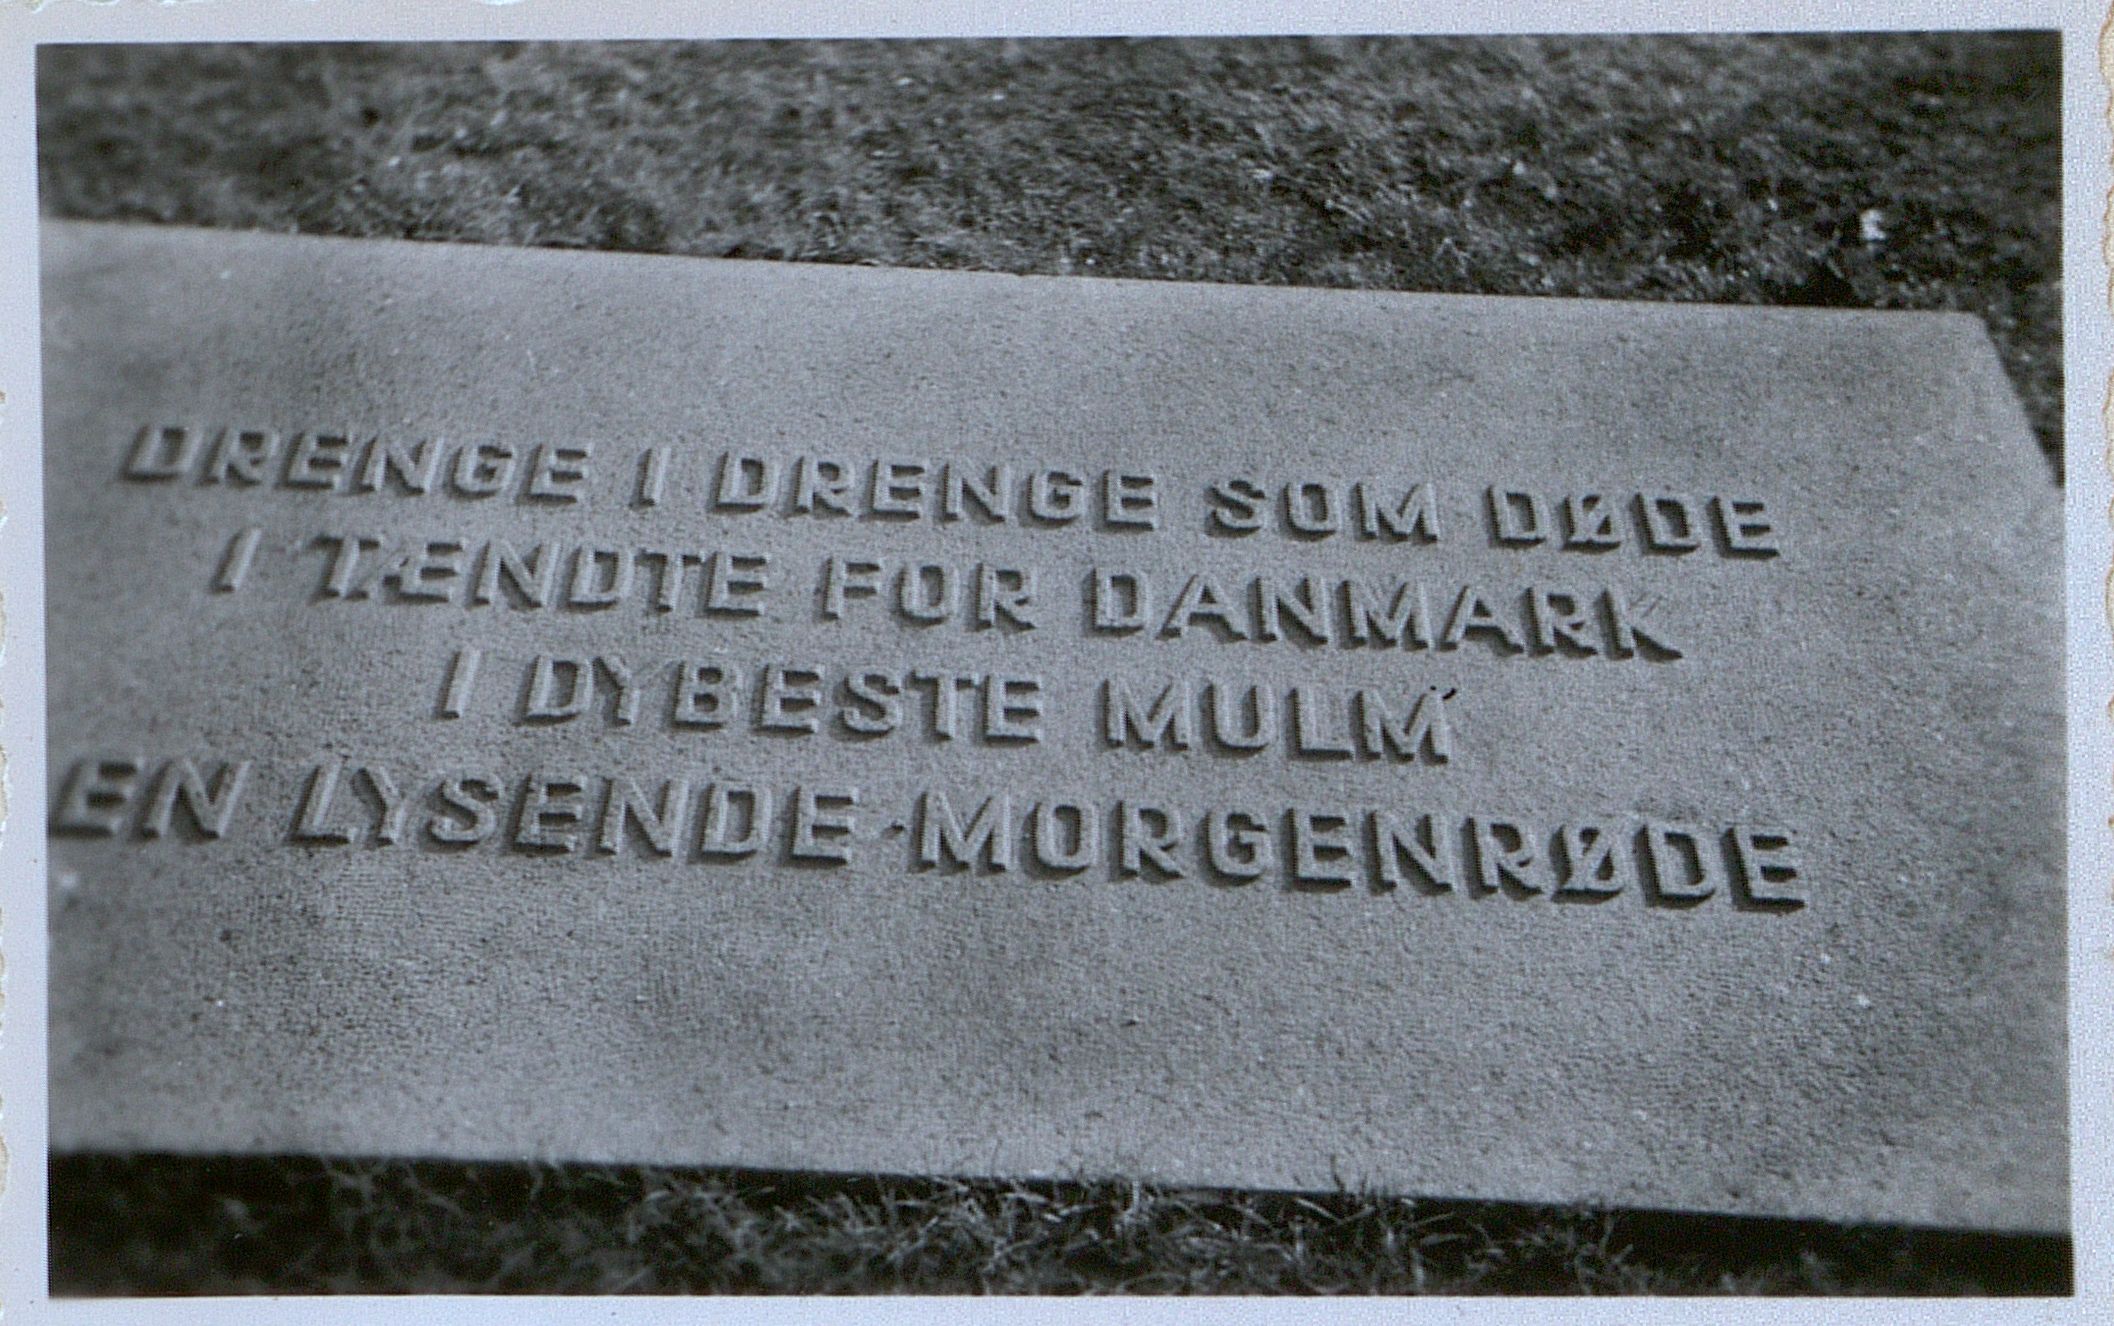 DRENGE I DRENGE SOM DØDE
I TÆNDTE FOR DANMARK
I DYBESTE MULM
EN LYSENDE MORGENRØDE